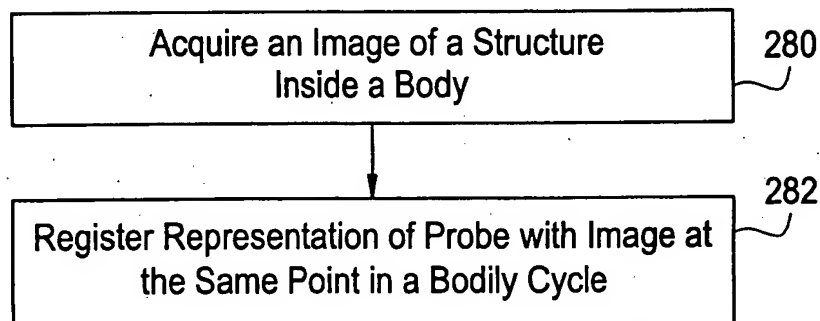 Acquire an Image of a Structure
Inside a Body
280
Register Representation of Probe with Image at
the Same Point in a Bodily Cycle
282